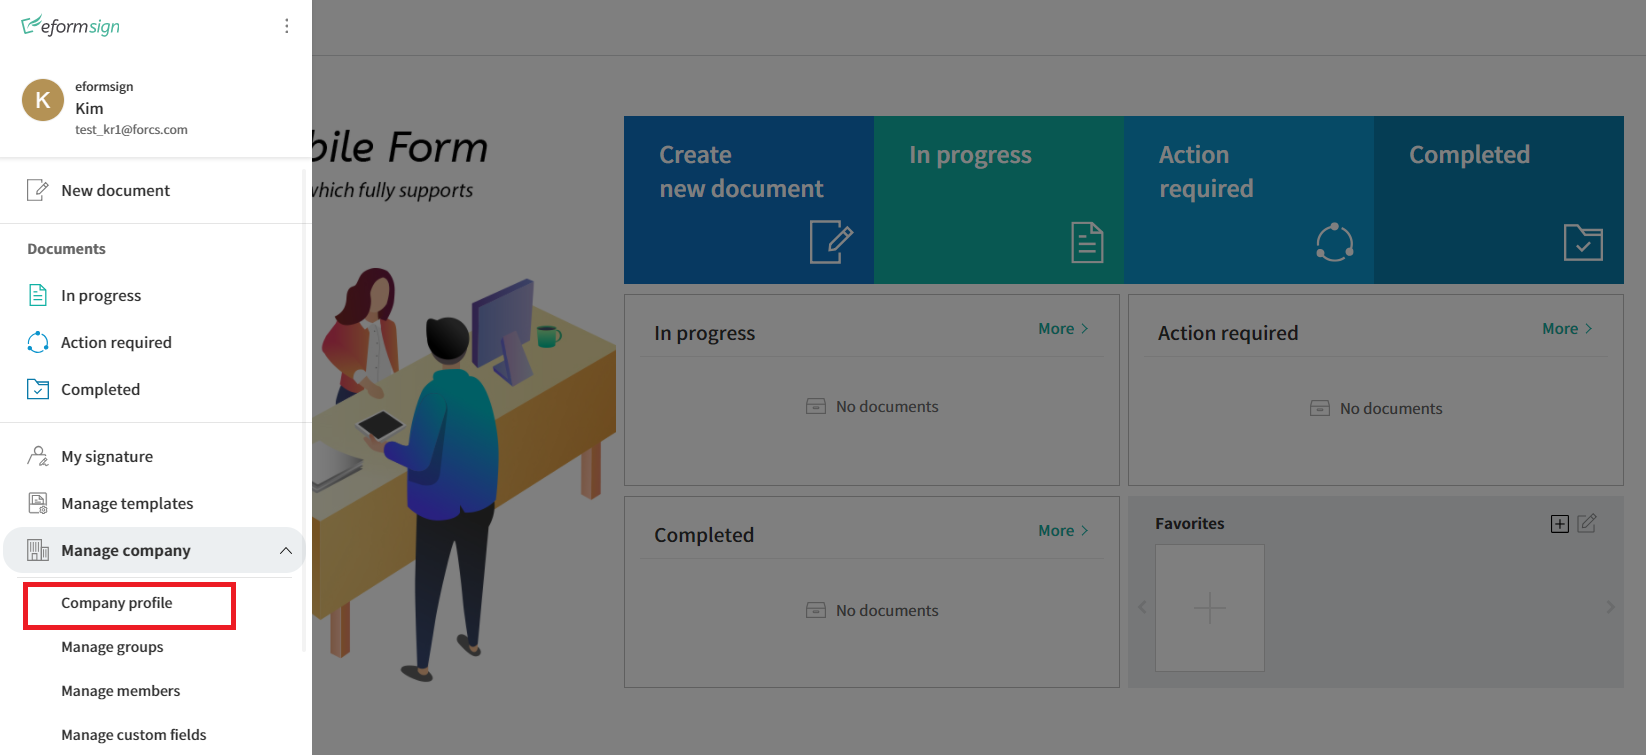 eformsign
K
eformsign
Kim
test_kr1@forcs.com
New document
Documents
In progress
Action required
Completed
My signature
Manage templates
Manage company
Company profile
Manage groups
Manage members
Manage custom fields
Form
which fully supports
Create
new document
In progress
Action
required
Completed
In progress
More >
No documents
Action required
More >
No documents
Completed
More >
No documents
Favorites